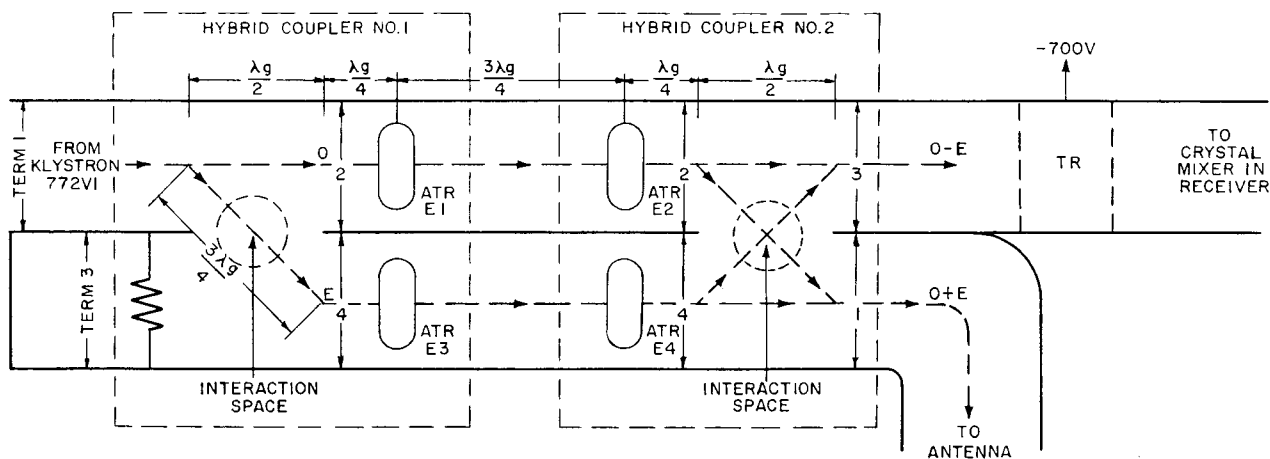 HYBRID COUPLER NO.1
HYBRID COUPLER NO.2
-700V
λg
2
λg
4
3λg
4
λg
4
λg
2
TERM 1
FROM
KLYSTRON
772V1
O
2
ATR
E1
ATR
E2
2
3
O-E
TR
TO
CRYSTAL
MIXER IN
RECEIVER
3λg
4
TERM 3
E
4
ATR
E3
ATR
E4
4
1
O+E
INTERACTION
SPACE
INTERACTION
SPACE
TO
ANTENNA